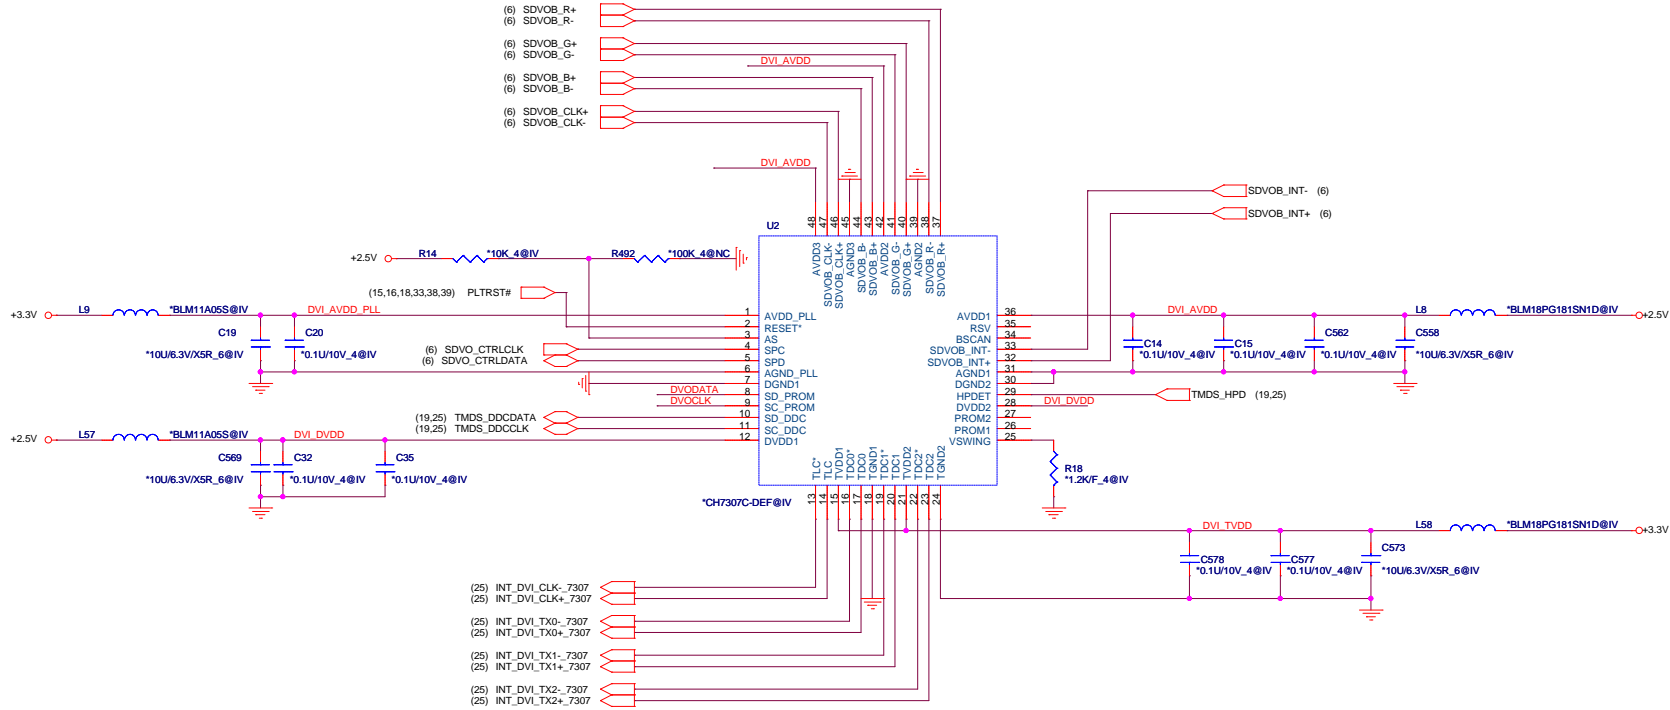 (6) SDVOB_R+
(6) SDVOB_R-
(6) SDVOB_G+
(6) SDVOB_G-
DVI_AVDD
(6) SDVOB_B+
(6) SDVOB_B-
(6) SDVOB_CLK+
(6) SDVOB_CLK-
DVI_AVDD
SDVOB_INT- (6)
SDVOB_INT+ (6)
U2
48 47 46 45 44 43 42 41 40 39 38 37
AVDD3
SDVOB_CLK-
SDVOB_CLK+
AGND3
SDVOB_B-
SDVOB_B+
AVDD2
SDVOB_G-
SDVOB_G+
AGND2
SDVOB_R-
SDVOB_R+
+2.5V R14 *10K_4@IV R492 *100K_4@NC
(15,16,18,33,38,39) PLTRST#
+3.3V L9 *BLM11A05S@IV DVI_AVDD_PLL
C19 C20
*10U/6.3V/X5R_6@IV *0.1U/10V_4@IV
(6) SDVO_CTRLCLK
(6) SDVO_CTRLDATA
DVODATA
DVOCLK
(19,25) TMDS_DDCDATA
(19,25) TMDS_DDCCLK
+2.5V L57 *BLM11A05S@IV DVI_DVDD
C569 C32 C35
*10U/6.3V/X5R_6@IV *0.1U/10V_4@IV *0.1U/10V_4@IV
1 AVDD_PLL
2 RESET*
3 AS
4 SPC
5 SPD
6 AGND_PLL
7 DGND1
8 SD_PROM
9 SC_PROM
10 SD_DDC
11 SC_DDC
12 DVDD1
AVDD1 36
RSV 35
BSCAN 34
SDVOB_INT- 33
SDVOB_INT+ 32
AGND1 31
DGND2 30
HPDET 29
DVDD2 28
PROM2 27
PROM1 26
VSWING 25
DVI_AVDD L8 *BLM18PG181SN1D@IV +2.5V
C14 C15 C562 C558
*0.1U/10V_4@IV *0.1U/10V_4@IV *0.1U/10V_4@IV *10U/6.3V/X5R_6@IV
TMDS_HPD (19,25)
DVI_DVDD
R18
*1.2K/F_4@IV
TLC*
TLC
TVDD1
TDC0*
TDC0
TGND1
TDC1*
TDC1
TVDD2
TDC2*
TDC2
TGND2
*CH7307C-DEF@IV
13 14 15 16 17 18 19 20 21 22 23 24
DVI_TVDD L58 *BLM18PG181SN1D@IV +3.3V
C578 C577 C573
*0.1U/10V_4@IV *0.1U/10V_4@IV *10U/6.3V/X5R_6@IV
(25) INT_DVI_CLK-_7307
(25) INT_DVI_CLK+_7307
(25) INT_DVI_TX0-_7307
(25) INT_DVI_TX0+_7307
(25) INT_DVI_TX1-_7307
(25) INT_DVI_TX1+_7307
(25) INT_DVI_TX2-_7307
(25) INT_DVI_TX2+_7307